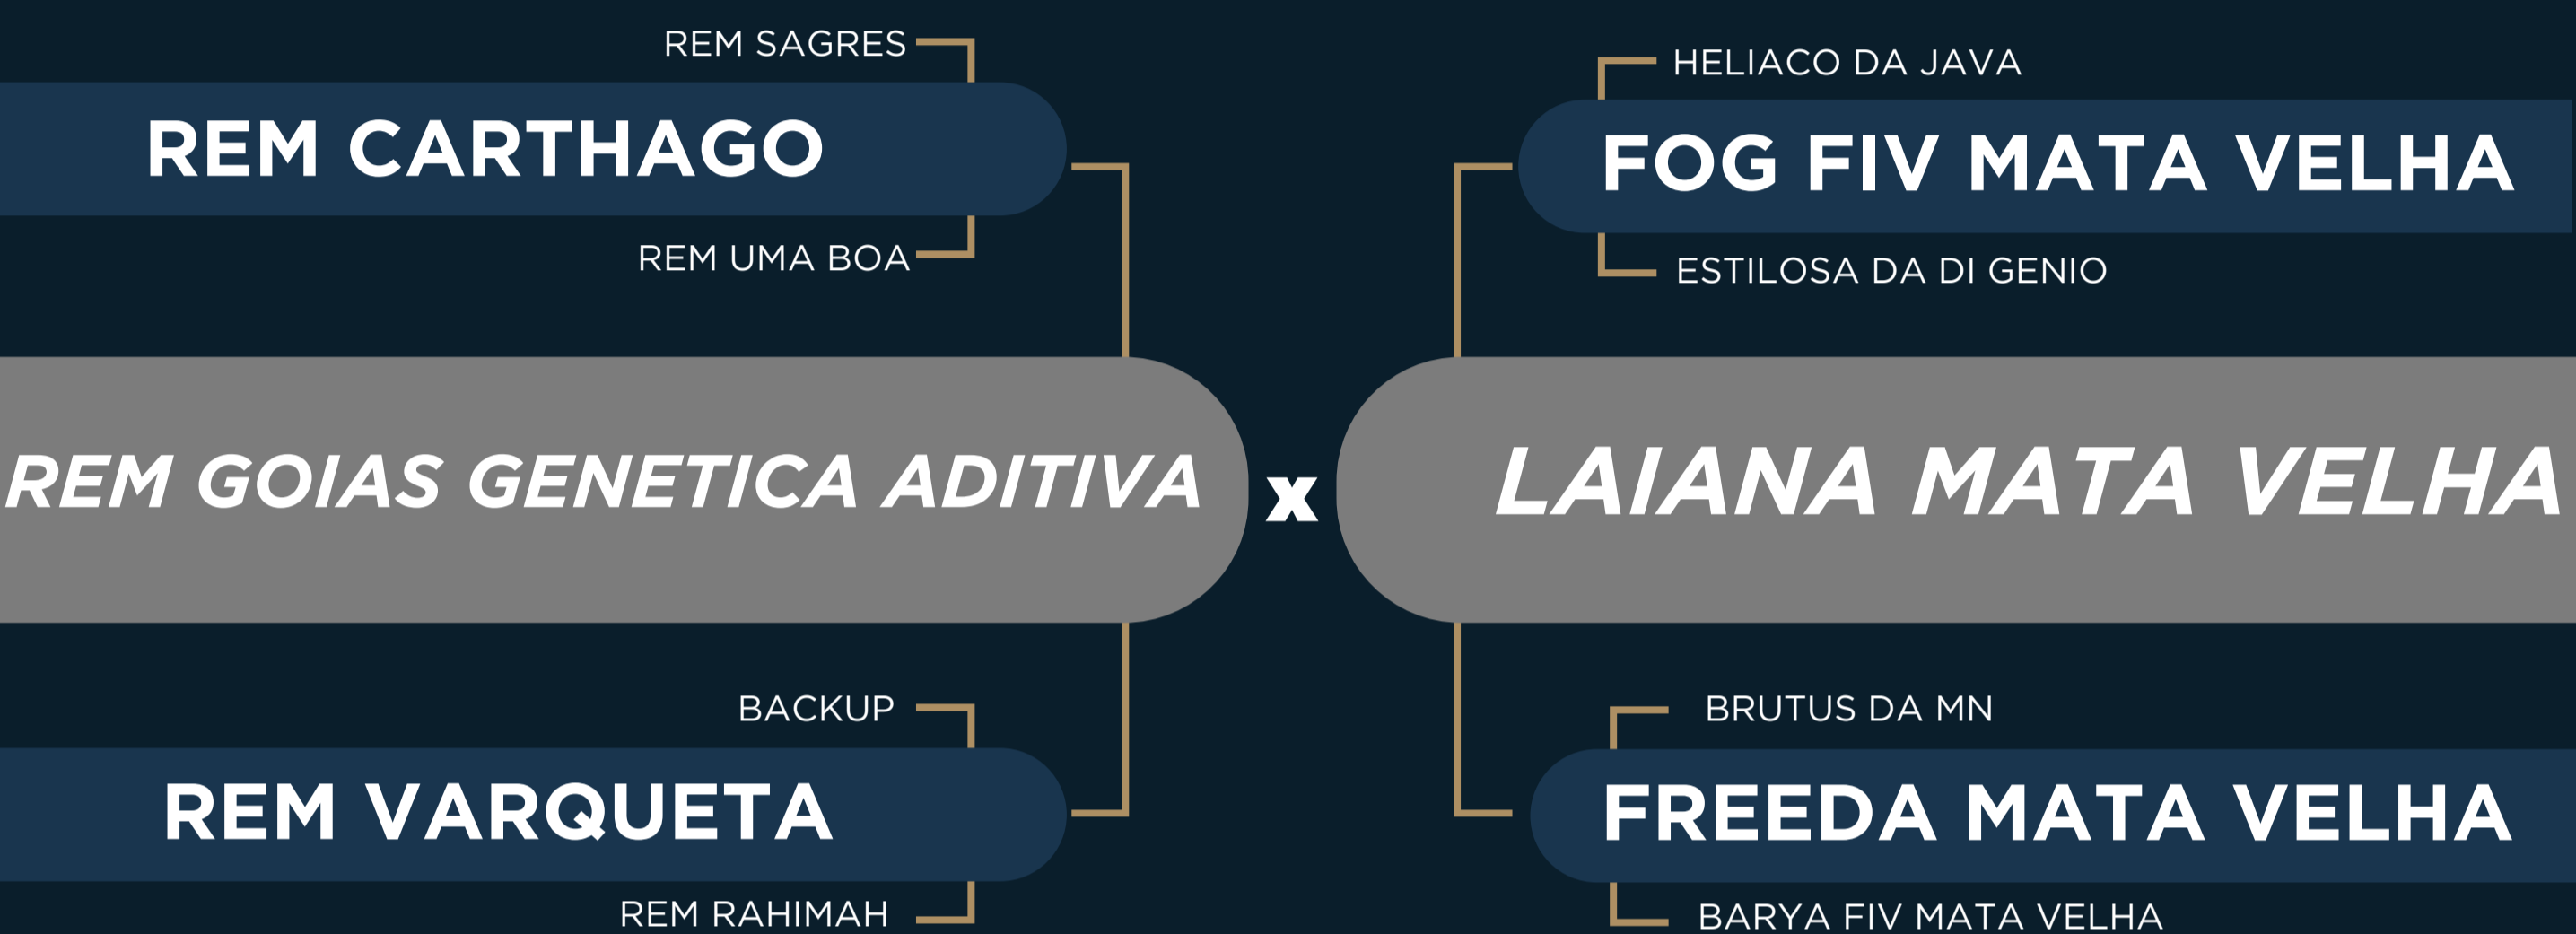 REM SAGRES
REM CARTHAGO
REM UMA BOA
HELIACO DA JAVA
FOG FIV MATA VELHA
ESTILOSA DA DI GENIO
REM GOIAS GENETICA ADITIVA
x
LAIANA MATA VELHA
BACKUP
REM VARQUETA
REM RAHIMAH
BRUTUS DA MN
FREEDA MATA VELHA
BARYA FIV MATA VELHA